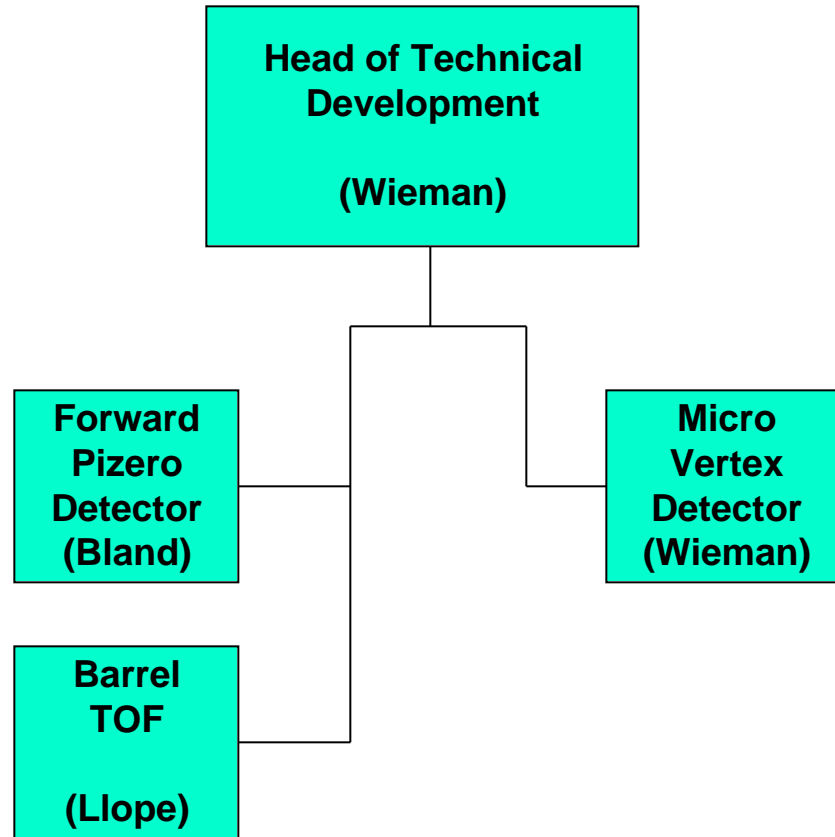 Head of Technical
Development
(Wieman)
Forward
Pizero
Detector
(Bland)
Micro
Vertex
Detector
(Wieman)
Barrel
TOF
(Llope)